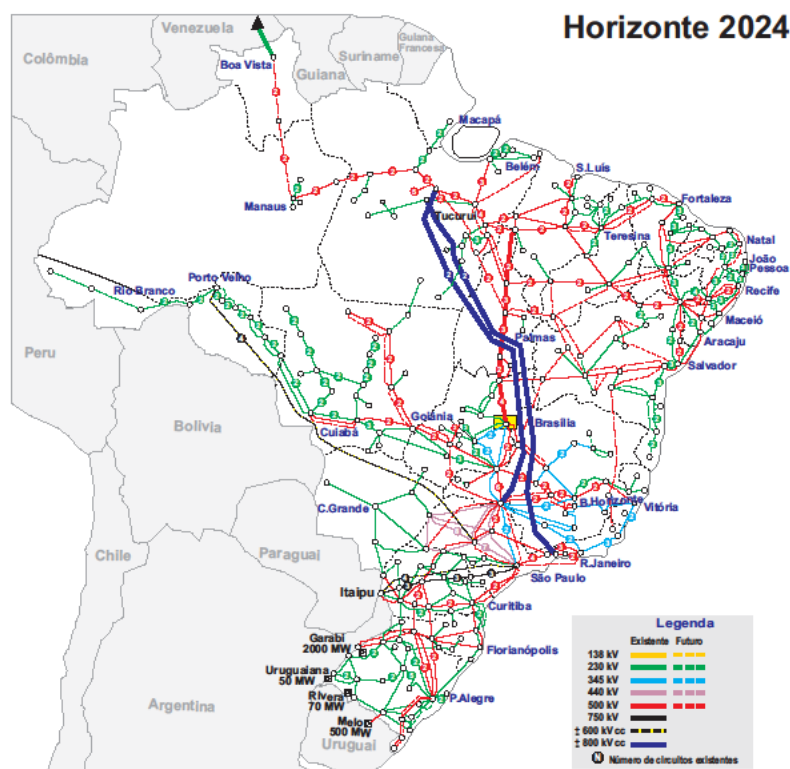 Horizonte 2024
Venezuela
Colômbia
Boa Vista
Guiana
Suriname
Guiana
Francesa
Macapá
Belém
S.Luís
Fortaleza
Manaus
Tucuruí
Teresina
Natal
João
Pessoa
Recife
Maceió
Aracaju
Salvador
Porto Velho
Rio Branco
Peru
Palmas
Bolívia
Cuiabá
Goiânia
Brasília
C.Grande
B.Horizonte
Vitória
Chile
Paraguai
R.Janeiro
São Paulo
Itaipu
Curitiba
Garabi
2000 MW
Florianópolis
Uruguaiana
50 MW
Rivera
70 MW
P.Alegre
Melo
500 MW
Argentina
Uruguai
Legenda
Existente Futuro
138 kV
230 kV
345 kV
440 kV
500 kV
750 kV
± 600 kV cc
± 800 kV cc
N Número de circuitos existentes